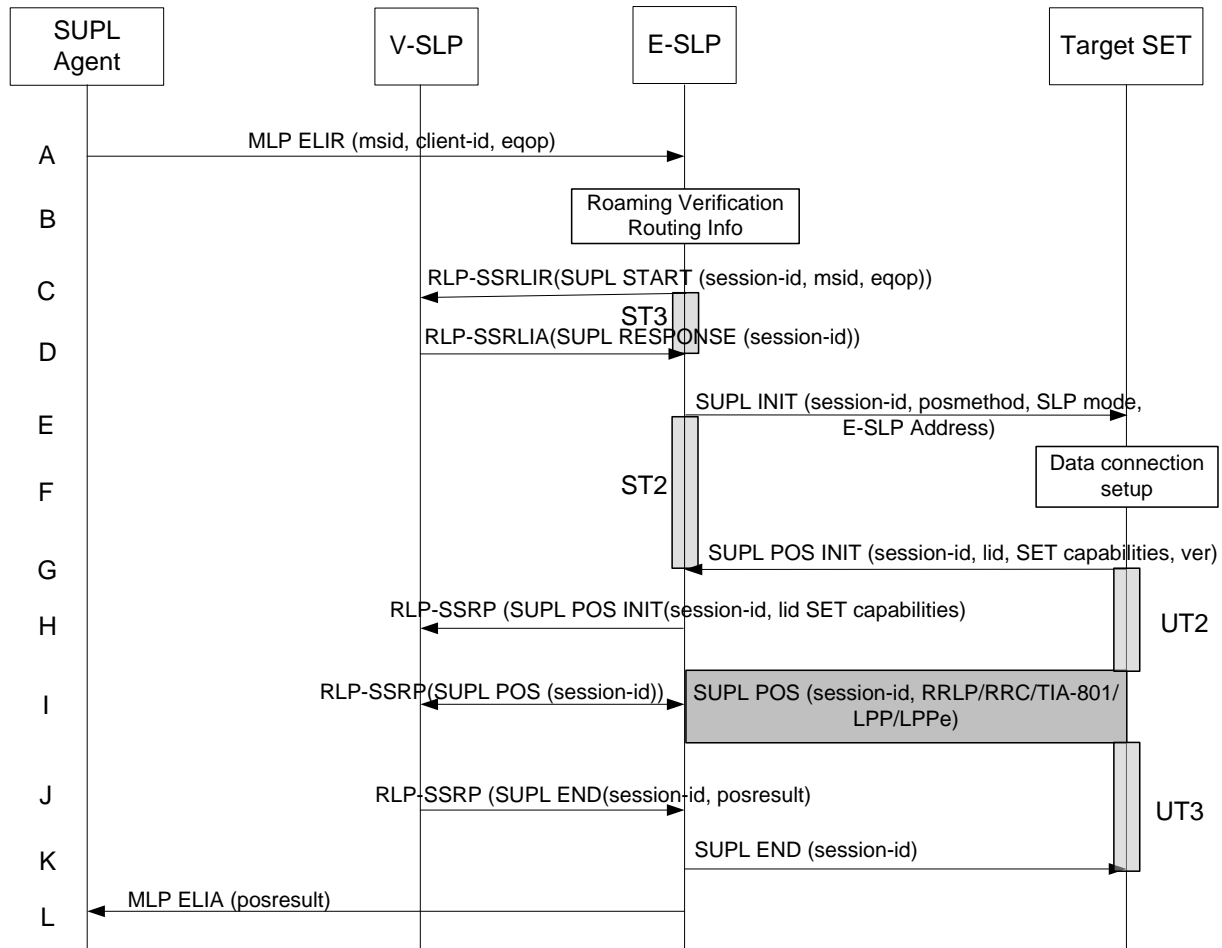 SUPL
Agent
V-SLP
E-SLP
Target SET
A
MLP ELIR (msid, client-id, eqop)
B
Roaming Verification
Routing Info
C
RLP-SSRLIR(SUPL START (session-id, msid, eqop))
ST3
D
RLP-SSRLIA(SUPL RESPONSE (session-id))
E
SUPL INIT (session-id, posmethod, SLP mode,
E-SLP Address)
F
ST2
Data connection
setup
G
SUPL POS INIT (session-id, lid, SET capabilities, ver)
H
RLP-SSRP (SUPL POS INIT(session-id, lid SET capabilities)
UT2
I
RLP-SSRP(SUPL POS (session-id))
SUPL POS (session-id, RRLP/RRC/TIA-801/
LPP/LPPe)
J
RLP-SSRP (SUPL END(session-id, posresult)
UT3
K
SUPL END (session-id)
L
MLP ELIA (posresult)